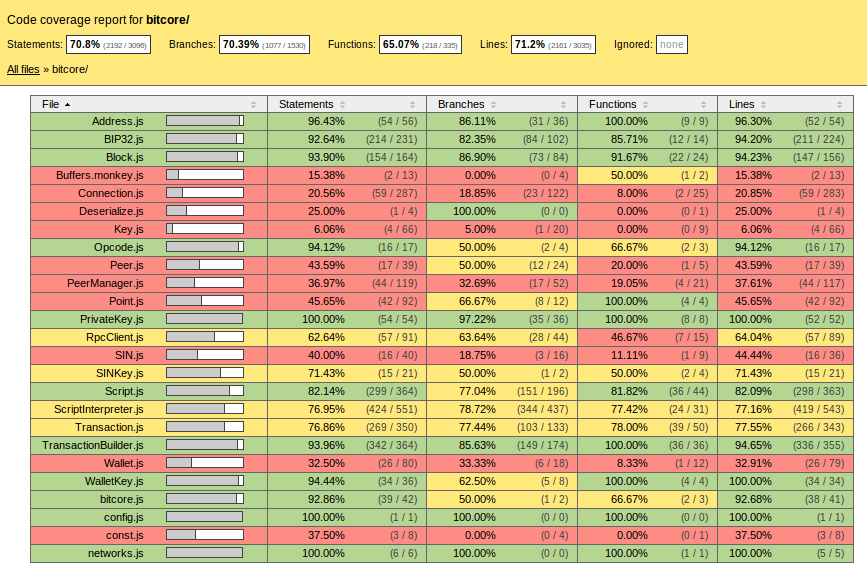 Code coverage report for bitcore/
Statements: 70.8% (2192 / 3096) Branches: 70.39% (1077 / 1530) Functions: 65.07% (218 / 335) Lines: 71.2% (2161 / 3035) Ignored: none
All files » bitcore/
File Statements Branches Functions Lines
Address.js 96.43% (54 / 56) 86.11% (31 / 36) 100.00% (9 / 9) 96.30% (52 / 54)
BIP32.js 92.64% (214 / 231) 82.35% (84 / 102) 85.71% (12 / 14) 94.20% (211 / 224)
Block.js 93.90% (154 / 164) 86.90% (73 / 84) 91.67% (22 / 24) 94.23% (147 / 156)
Buffers.monkey.js 15.38% (2 / 13) 0.00% (0 / 4) 50.00% (1 / 2) 15.38% (2 / 13)
Connection.js 20.56% (59 / 287) 18.85% (23 / 122) 8.00% (2 / 25) 20.85% (59 / 283)
Deserialize.js 25.00% (1 / 4) 100.00% (0 / 0) 0.00% (0 / 1) 25.00% (1 / 4)
Key.js 6.06% (4 / 66) 5.00% (1 / 20) 0.00% (0 / 9) 6.06% (4 / 66)
Opcode.js 94.12% (16 / 17) 50.00% (2 / 4) 66.67% (2 / 3) 94.12% (16 / 17)
Peer.js 43.59% (17 / 39) 50.00% (12 / 24) 20.00% (1 / 5) 43.59% (17 / 39)
PeerManager.js 36.97% (44 / 119) 32.69% (17 / 52) 19.05% (4 / 21) 37.61% (44 / 117)
Point.js 45.65% (42 / 92) 66.67% (8 / 12) 100.00% (4 / 4) 45.65% (42 / 92)
PrivateKey.js 100.00% (54 / 54) 97.22% (35 / 36) 100.00% (8 / 8) 100.00% (52 / 52)
RpcClient.js 62.64% (57 / 91) 63.64% (28 / 44) 46.67% (7 / 15) 64.04% (57 / 89)
SIN.js 40.00% (16 / 40) 18.75% (3 / 16) 11.11% (1 / 9) 44.44% (16 / 36)
SINKey.js 71.43% (15 / 21) 50.00% (1 / 2) 50.00% (2 / 4) 71.43% (15 / 21)
Script.js 82.14% (299 / 364) 77.04% (151 / 196) 81.82% (36 / 44) 82.09% (298 / 363)
ScriptInterpreter.js 76.95% (424 / 551) 78.72% (344 / 437) 77.42% (24 / 31) 77.16% (419 / 543)
Transaction.js 76.86% (269 / 350) 77.44% (103 / 133) 78.00% (39 / 50) 77.55% (266 / 343)
TransactionBuilder.js 93.96% (342 / 364) 85.63% (149 / 174) 100.00% (36 / 36) 94.65% (336 / 355)
Wallet.js 32.50% (26 / 80) 33.33% (6 / 18) 8.33% (1 / 12) 32.91% (26 / 79)
WalletKey.js 94.44% (34 / 36) 62.50% (5 / 8) 100.00% (4 / 4) 100.00% (34 / 34)
bitcore.js 92.86% (39 / 42) 50.00% (1 / 2) 66.67% (2 / 3) 92.68% (38 / 41)
config.js 100.00% (1 / 1) 100.00% (0 / 0) 100.00% (0 / 0) 100.00% (1 / 1)
const.js 37.50% (3 / 8) 0.00% (0 / 4) 0.00% (0 / 1) 37.50% (3 / 8)
networks.js 100.00% (6 / 6) 100.00% (0 / 0) 100.00% (1 / 1) 100.00% (5 / 5)